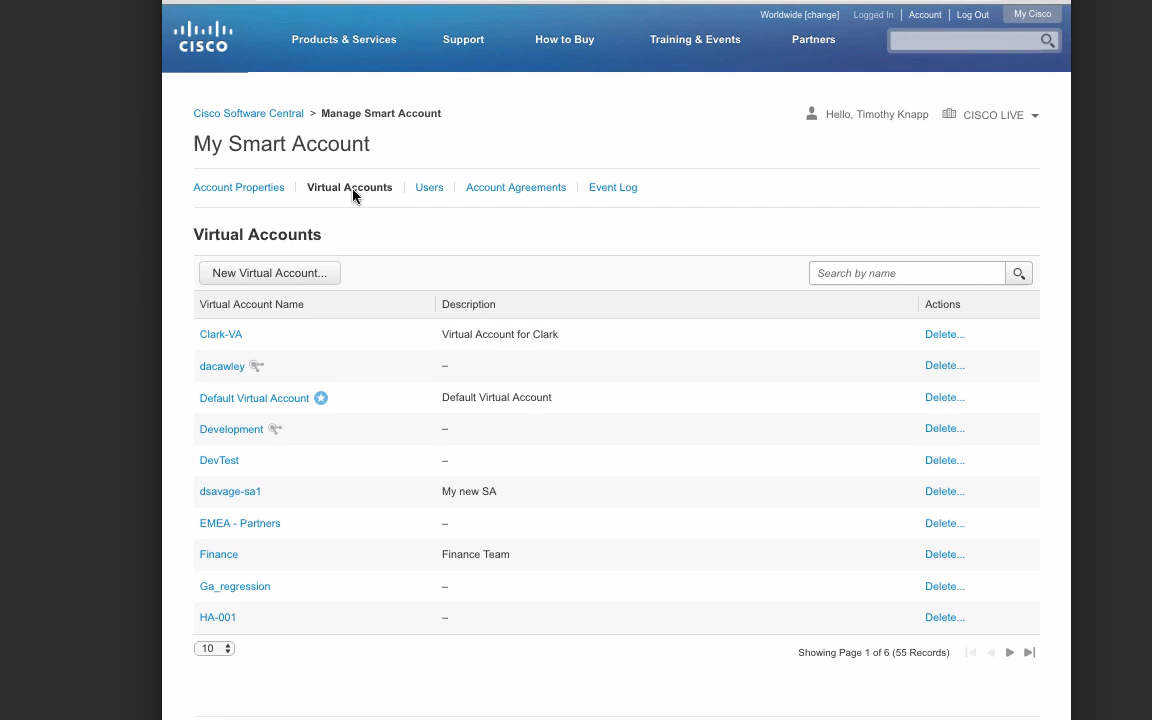 Worldwide [change] Logged In Account Log Out My Cisco
CISCO
Products & Services Support How to Buy Training & Events Partners
Cisco Software Central > Manage Smart Account
Hello, Timothy Knapp CISCO LIVE
My Smart Account
Account Properties Virtual Accounts Users Account Agreements Event Log
Virtual Accounts
New Virtual Account... Search by name
Virtual Account Name Description Actions
Clark-VA Virtual Account for Clark Delete...
dacawley – Delete...
Default Virtual Account Default Virtual Account Delete...
Development – Delete...
DevTest – Delete...
dsavage-sa1 My new SA Delete...
EMEA - Partners – Delete...
Finance Finance Team Delete...
Ga_regression – Delete...
HA-001 – Delete...
10 Showing Page 1 of 6 (55 Records)